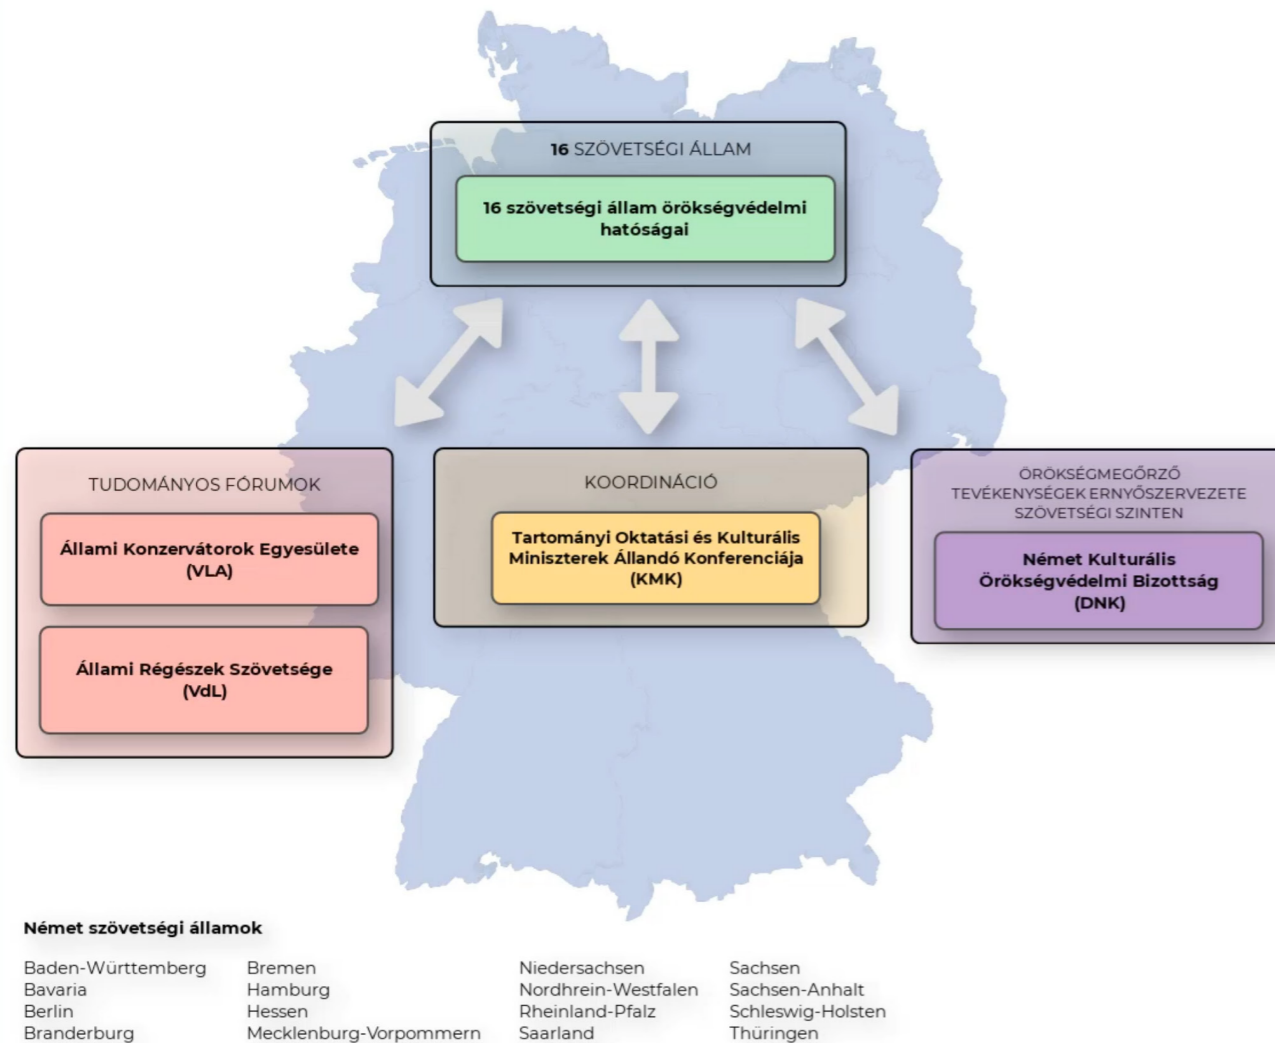 16 SZÖVETSÉGI ÁLLAM
16 szövetségi állam örökségvédelmi
hatóságai
TUDOMÁNYOS FÓRUMOK
Állami Konzervátorok Egyesülete
(VLA)
Állami Régészek Szövetsége
(VdL)
KOORDINÁCIÓ
Tartományi Oktatási és Kulturális
Miniszterek Állandó Konferenciája
(KMK)
ÖRÖKSÉGMEGŐRZŐ
TEVÉKENYSÉGEK ERNYŐSZERVEZETE
SZÖVETSÉGI SZINTEN
Német Kulturális
Örökségvédelmi Bizottság
(DNK)
Német szövetségi államok
Baden-Württemberg
Bavaria
Berlin
Branderburg
Bremen
Hamburg
Hessen
Mecklenburg-Vorpommern
Niedersachsen
Nordhrein-Westfalen
Rheinland-Pfalz
Saarland
Sachsen
Sachsen-Anhalt
Schleswig-Holsten
Thüringen